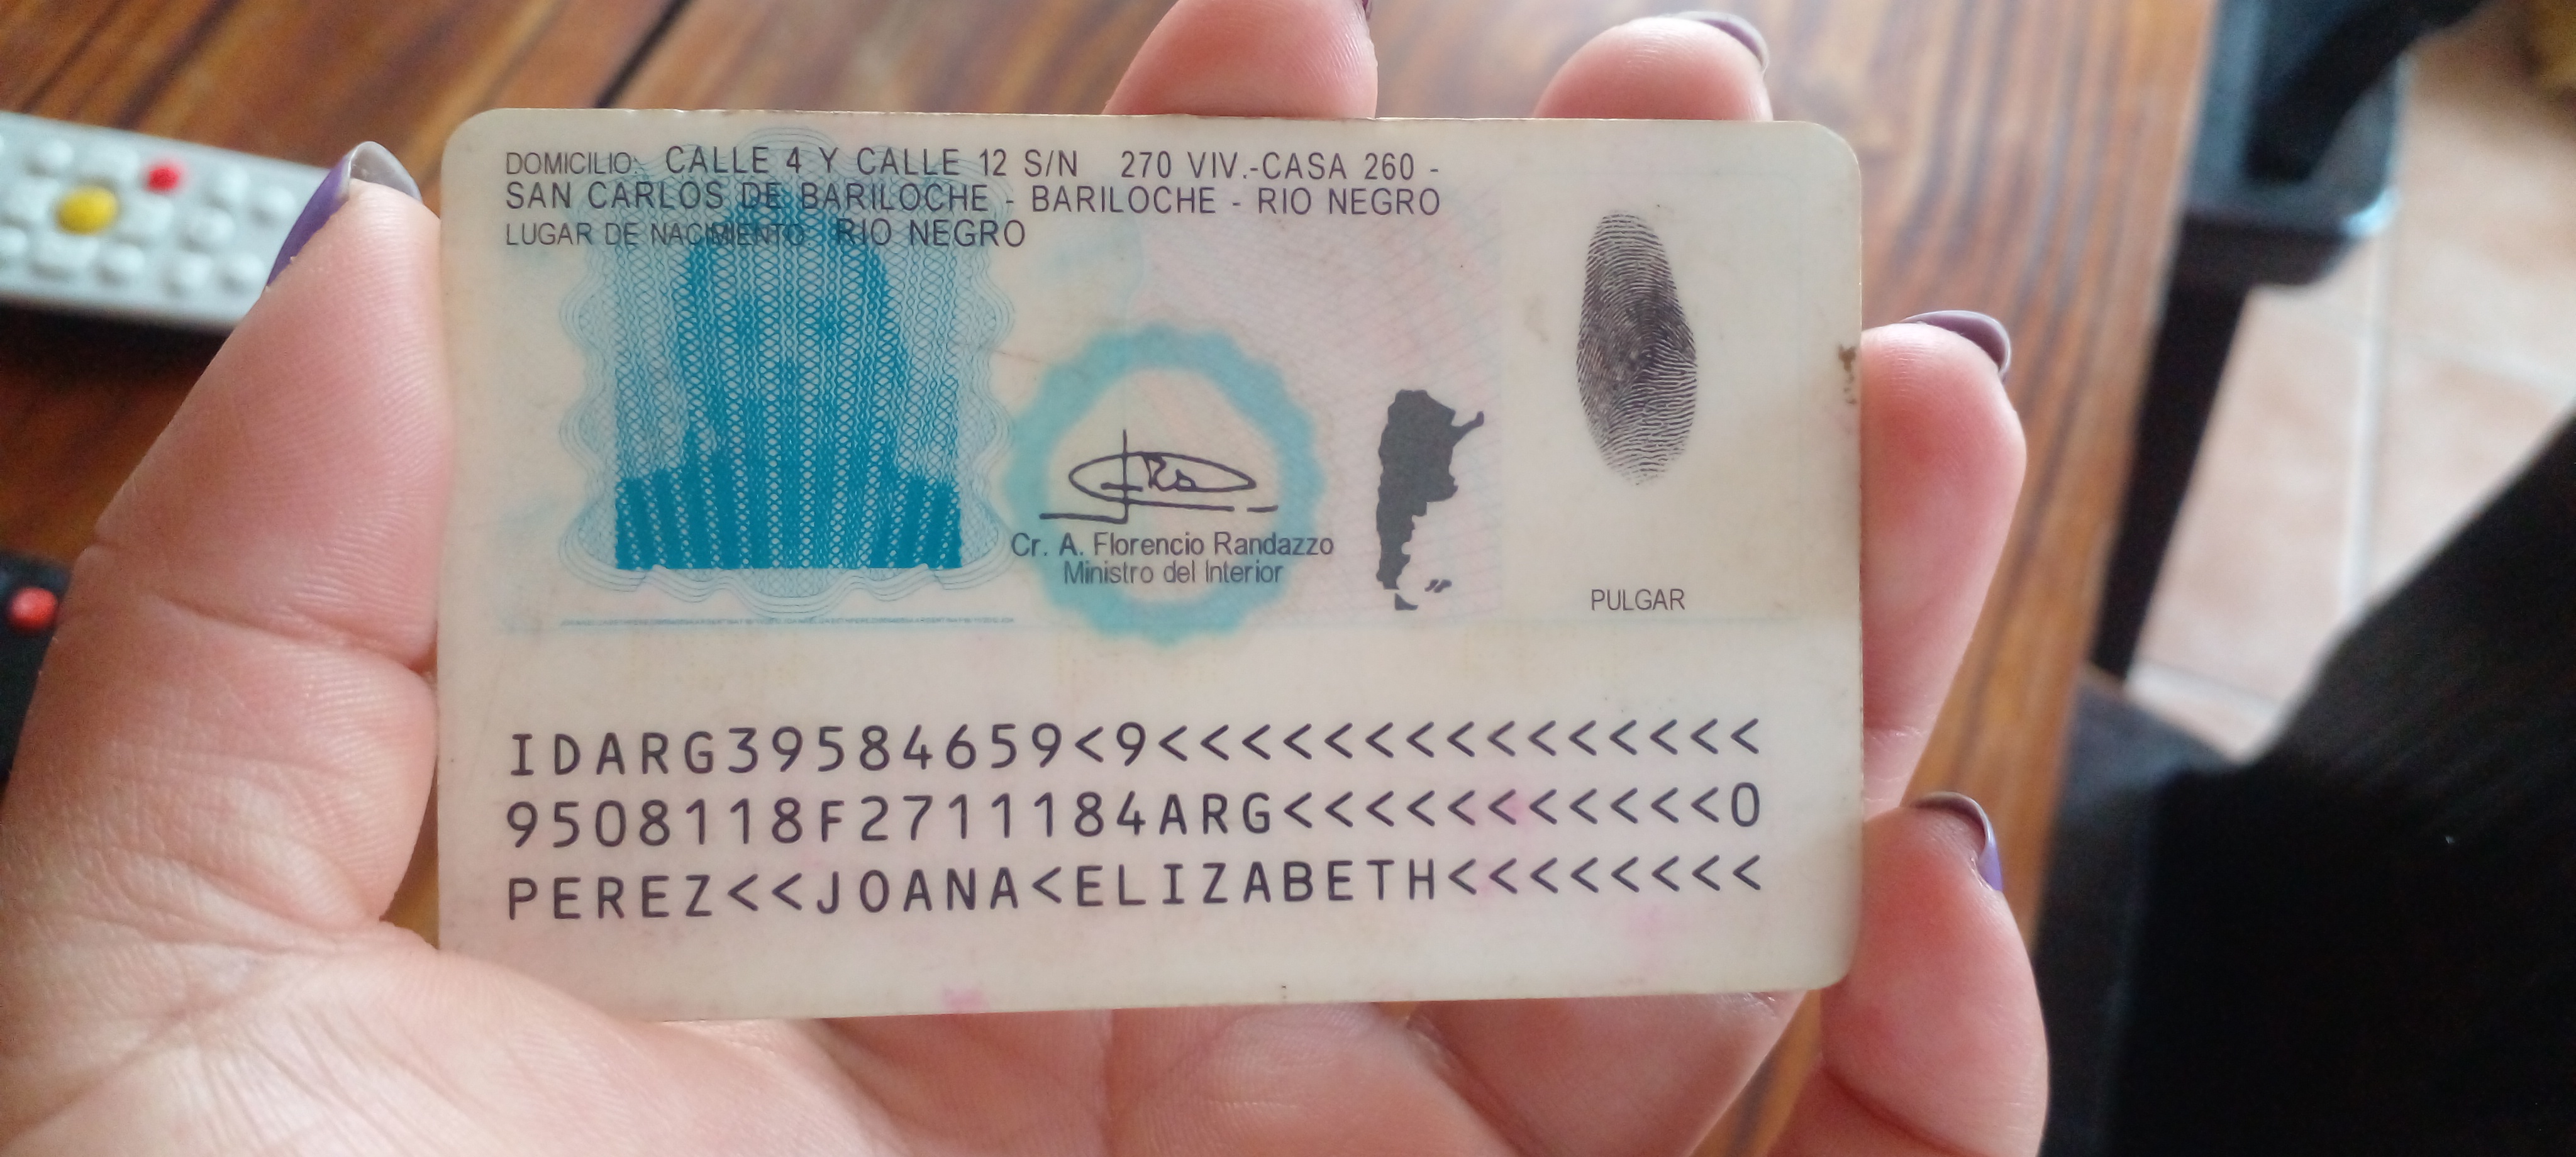 DOMICILIO: CALLE 4 Y CALLE 12 S/N 270 VIV.-CASA 260 -
SAN CARLOS DE BARILOCHE - BARILOCHE - RIO NEGRO
LUGAR DE NACIMIENTO: RIO NEGRO
Cr. A. Florencio Randazzo
Ministro del Interior
PULGAR
IDARG39584659<9<<<<<<<<<<<<<<<
9508118F2711184ARG<<<<<<<<<<<0
PEREZ<<JOANA<ELIZABETH<<<<<<<<